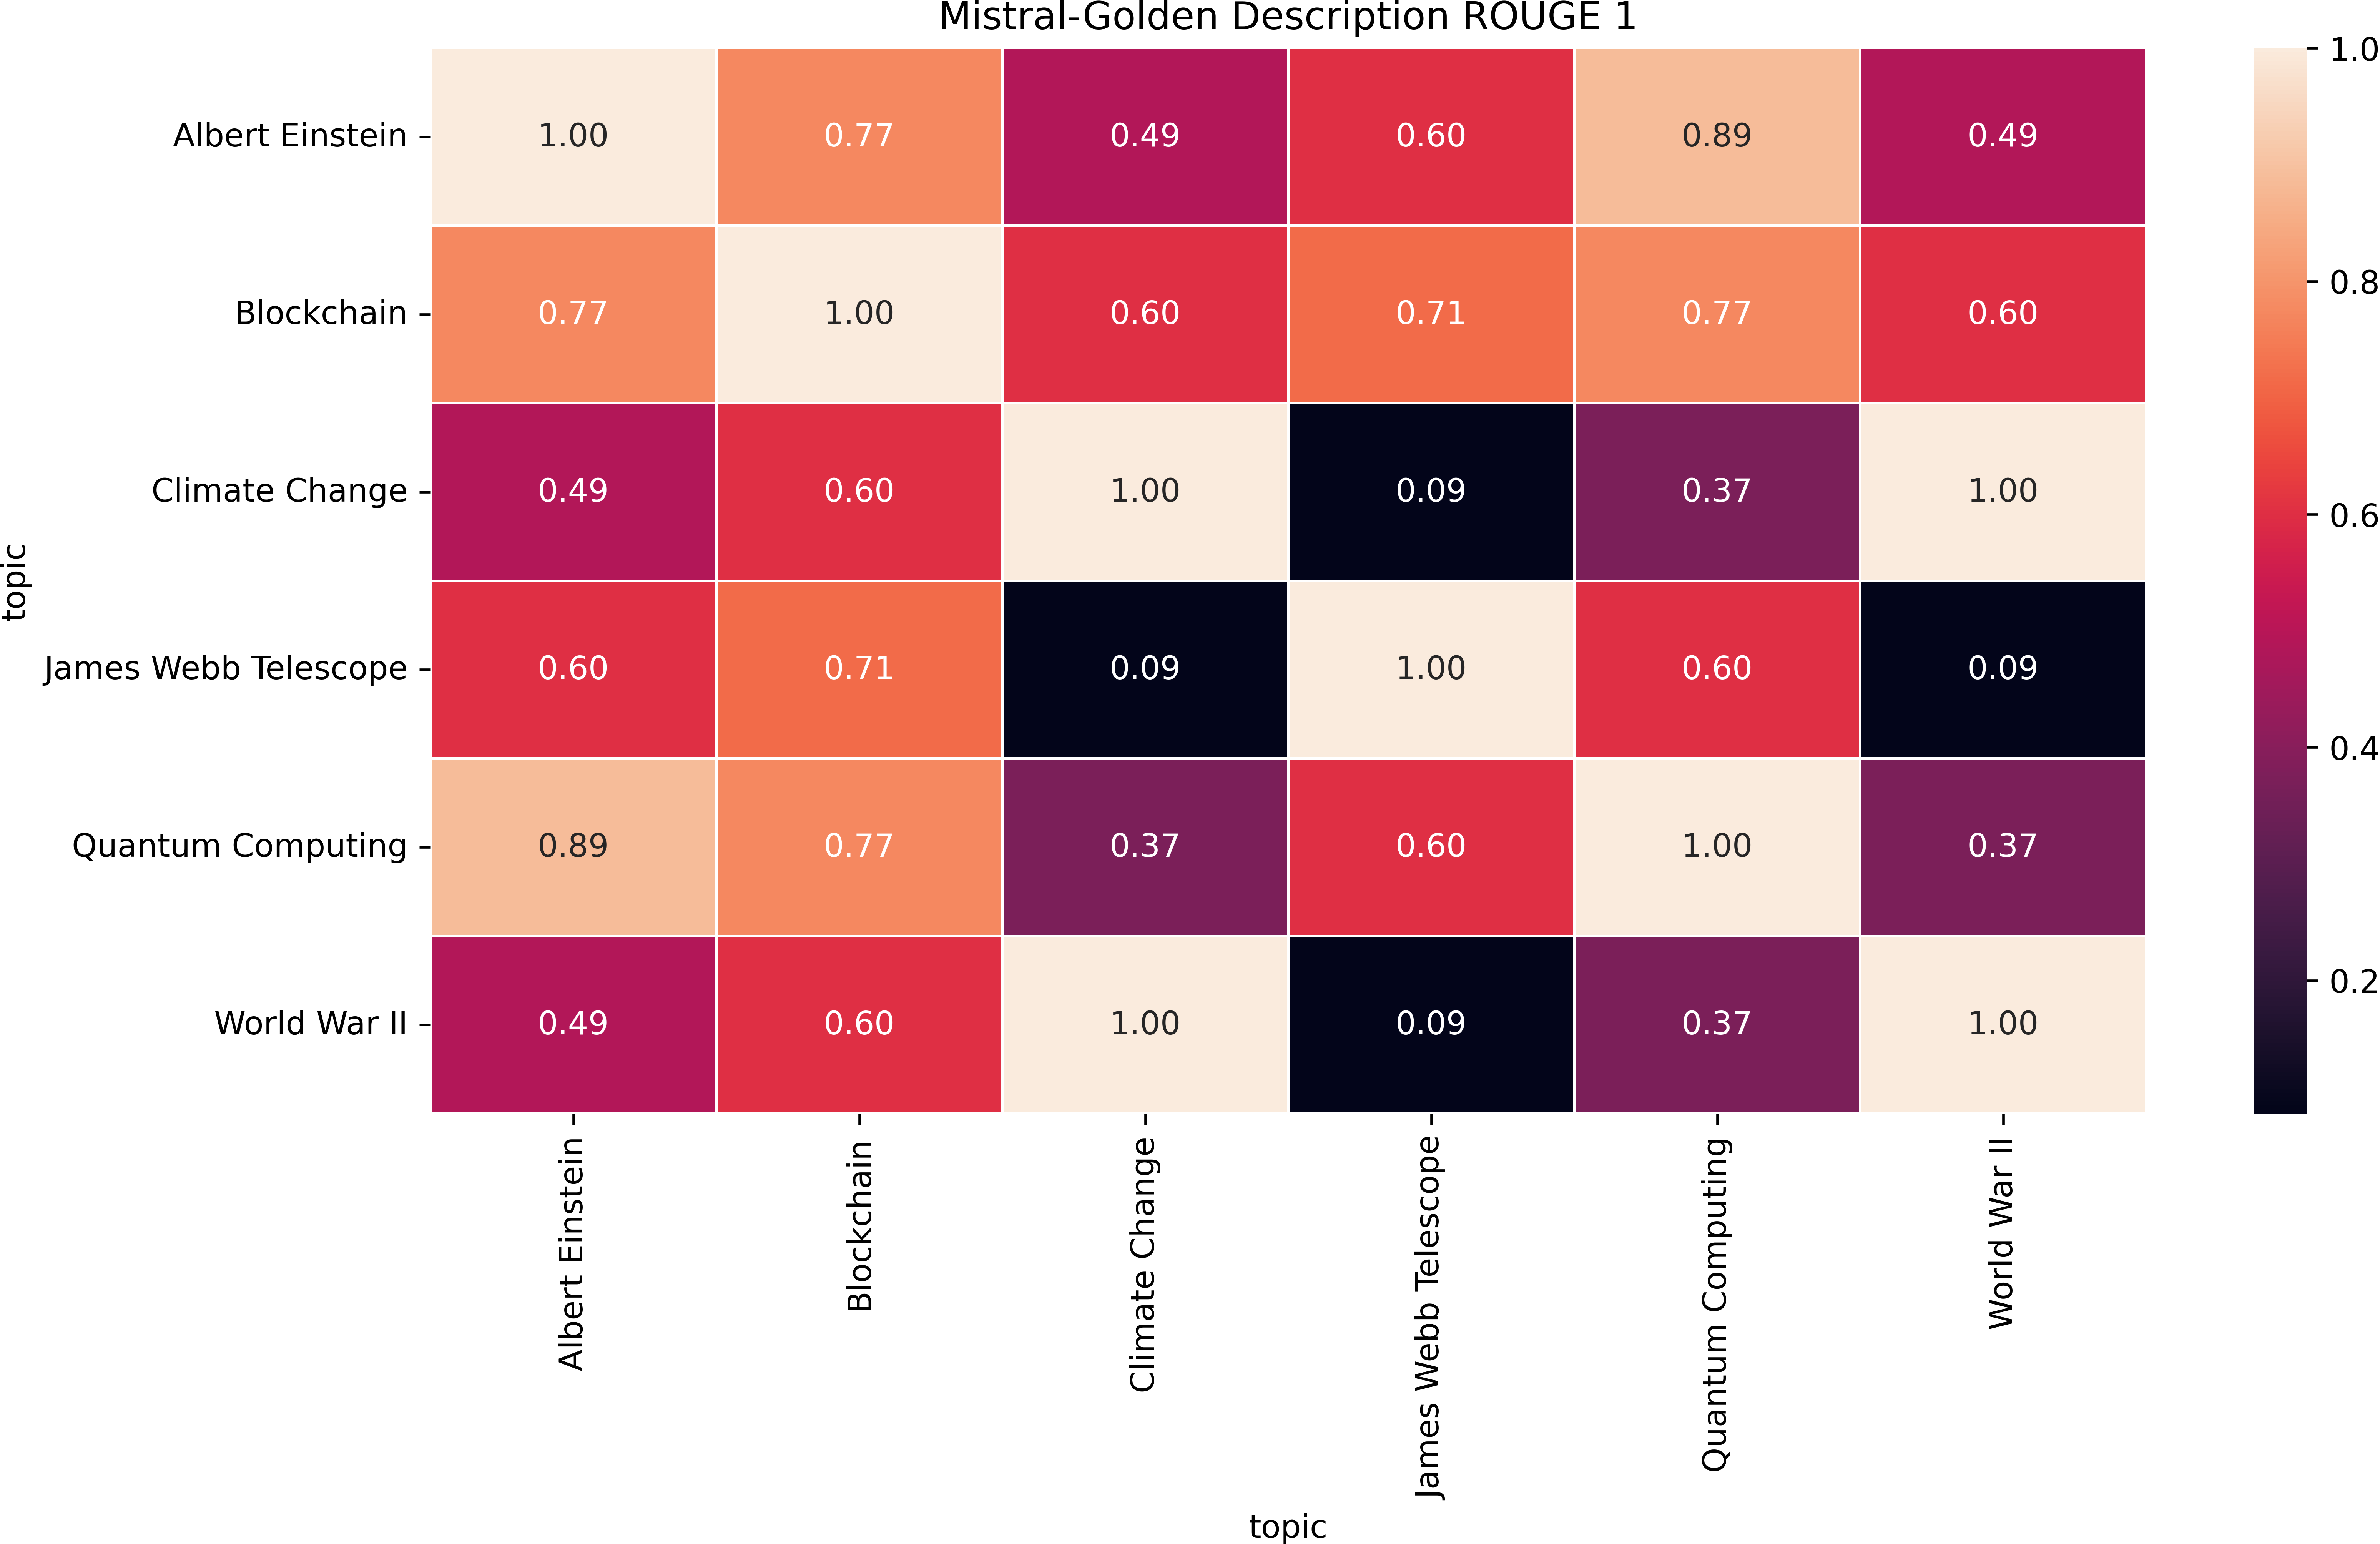 Mistral-Golden Description ROUGE 1
Albert Einstein 1.00 0.77 0.49 0.60 0.89 0.49
Blockchain 0.77 1.00 0.60 0.71 0.77 0.60
Climate Change 0.49 0.60 1.00 0.09 0.37 1.00
James Webb Telescope 0.60 0.71 0.09 1.00 0.60 0.09
Quantum Computing 0.89 0.77 0.37 0.60 1.00 0.37
World War II 0.49 0.60 1.00 0.09 0.37 1.00
topic
Albert Einstein
Blockchain
Climate Change
James Webb Telescope
Quantum Computing
World War II
topic
1.0
0.8
0.6
0.4
0.2